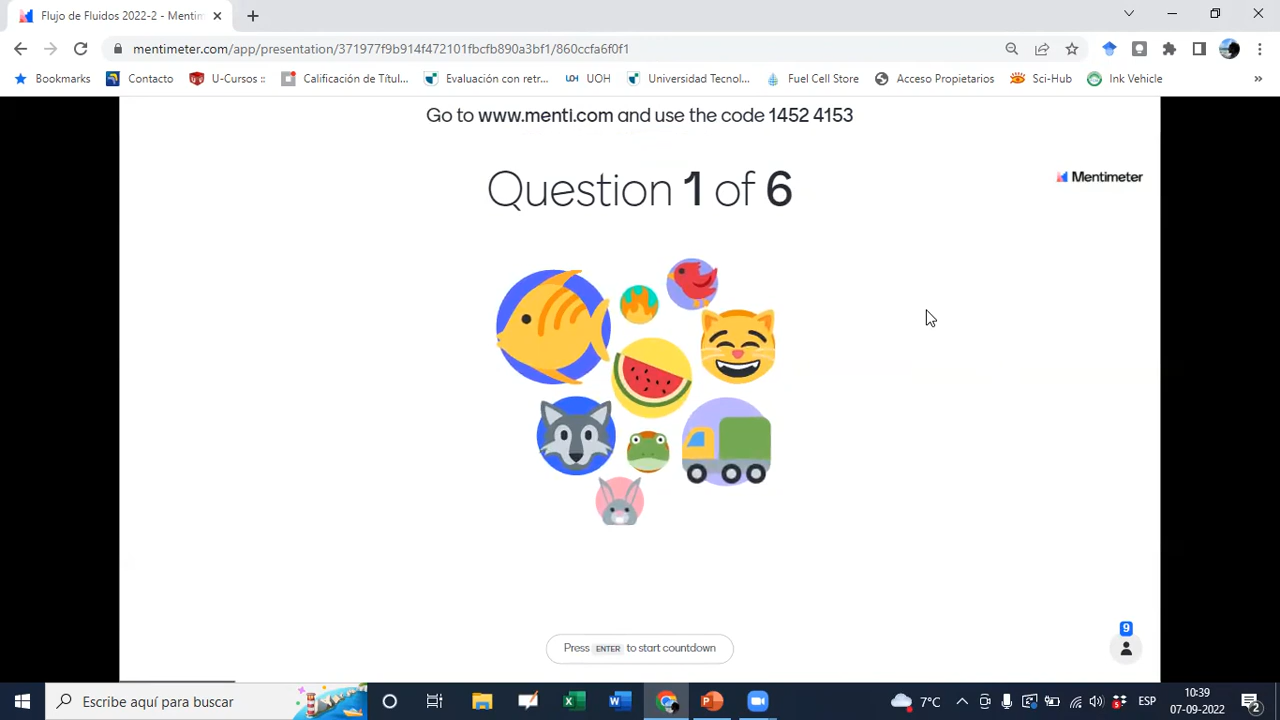 Flujo de Fluidos 2022-2 - Mentim
mentimeter.com/app/presentation/371977f9b914f472101fbcfb890a3bf1/860ccfa6f0f1
Bookmarks Contacto U-Cursos :: Calificación de Títul... Evaluación con retr... UOH UOH Universidad Tecnol... Fuel Cell Store Acceso Propietarios Sci-Hub Ink Vehicle »
Go to www.menti.com and use the code 1452 4153
Question 1 of 6
Mentimeter
9
Press ENTER to start countdown
Escribe aquí para buscar
7°C
ESP
10:39
07-09-2022
2